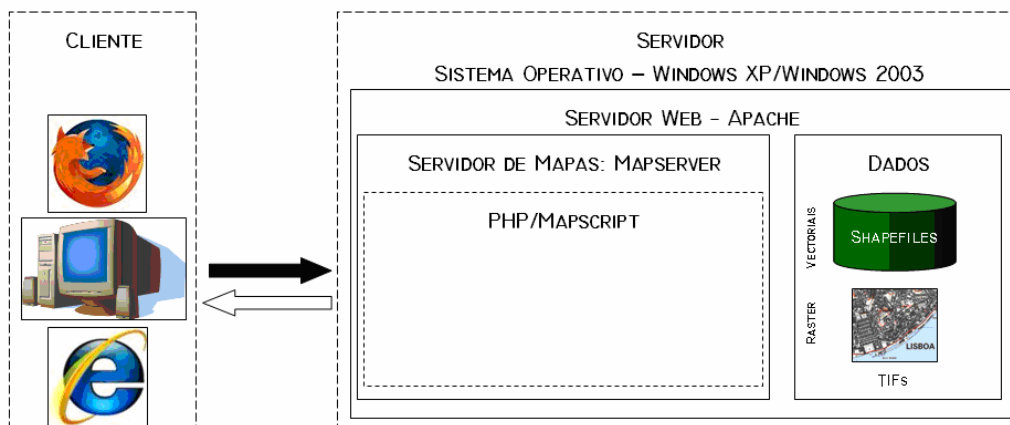 CLIENTE
SERVIDOR
SISTEMA OPERATIVO – WINDOWS XP/WINDOWS 2003
SERVIDOR WEB - APACHE
SERVIDOR DE MAPAS: MAPSERVER
PHP/MAPSCRIPT
DADOS
VECTORIAIS
SHAPEFILES
RASTER
LISBOA
TIFs